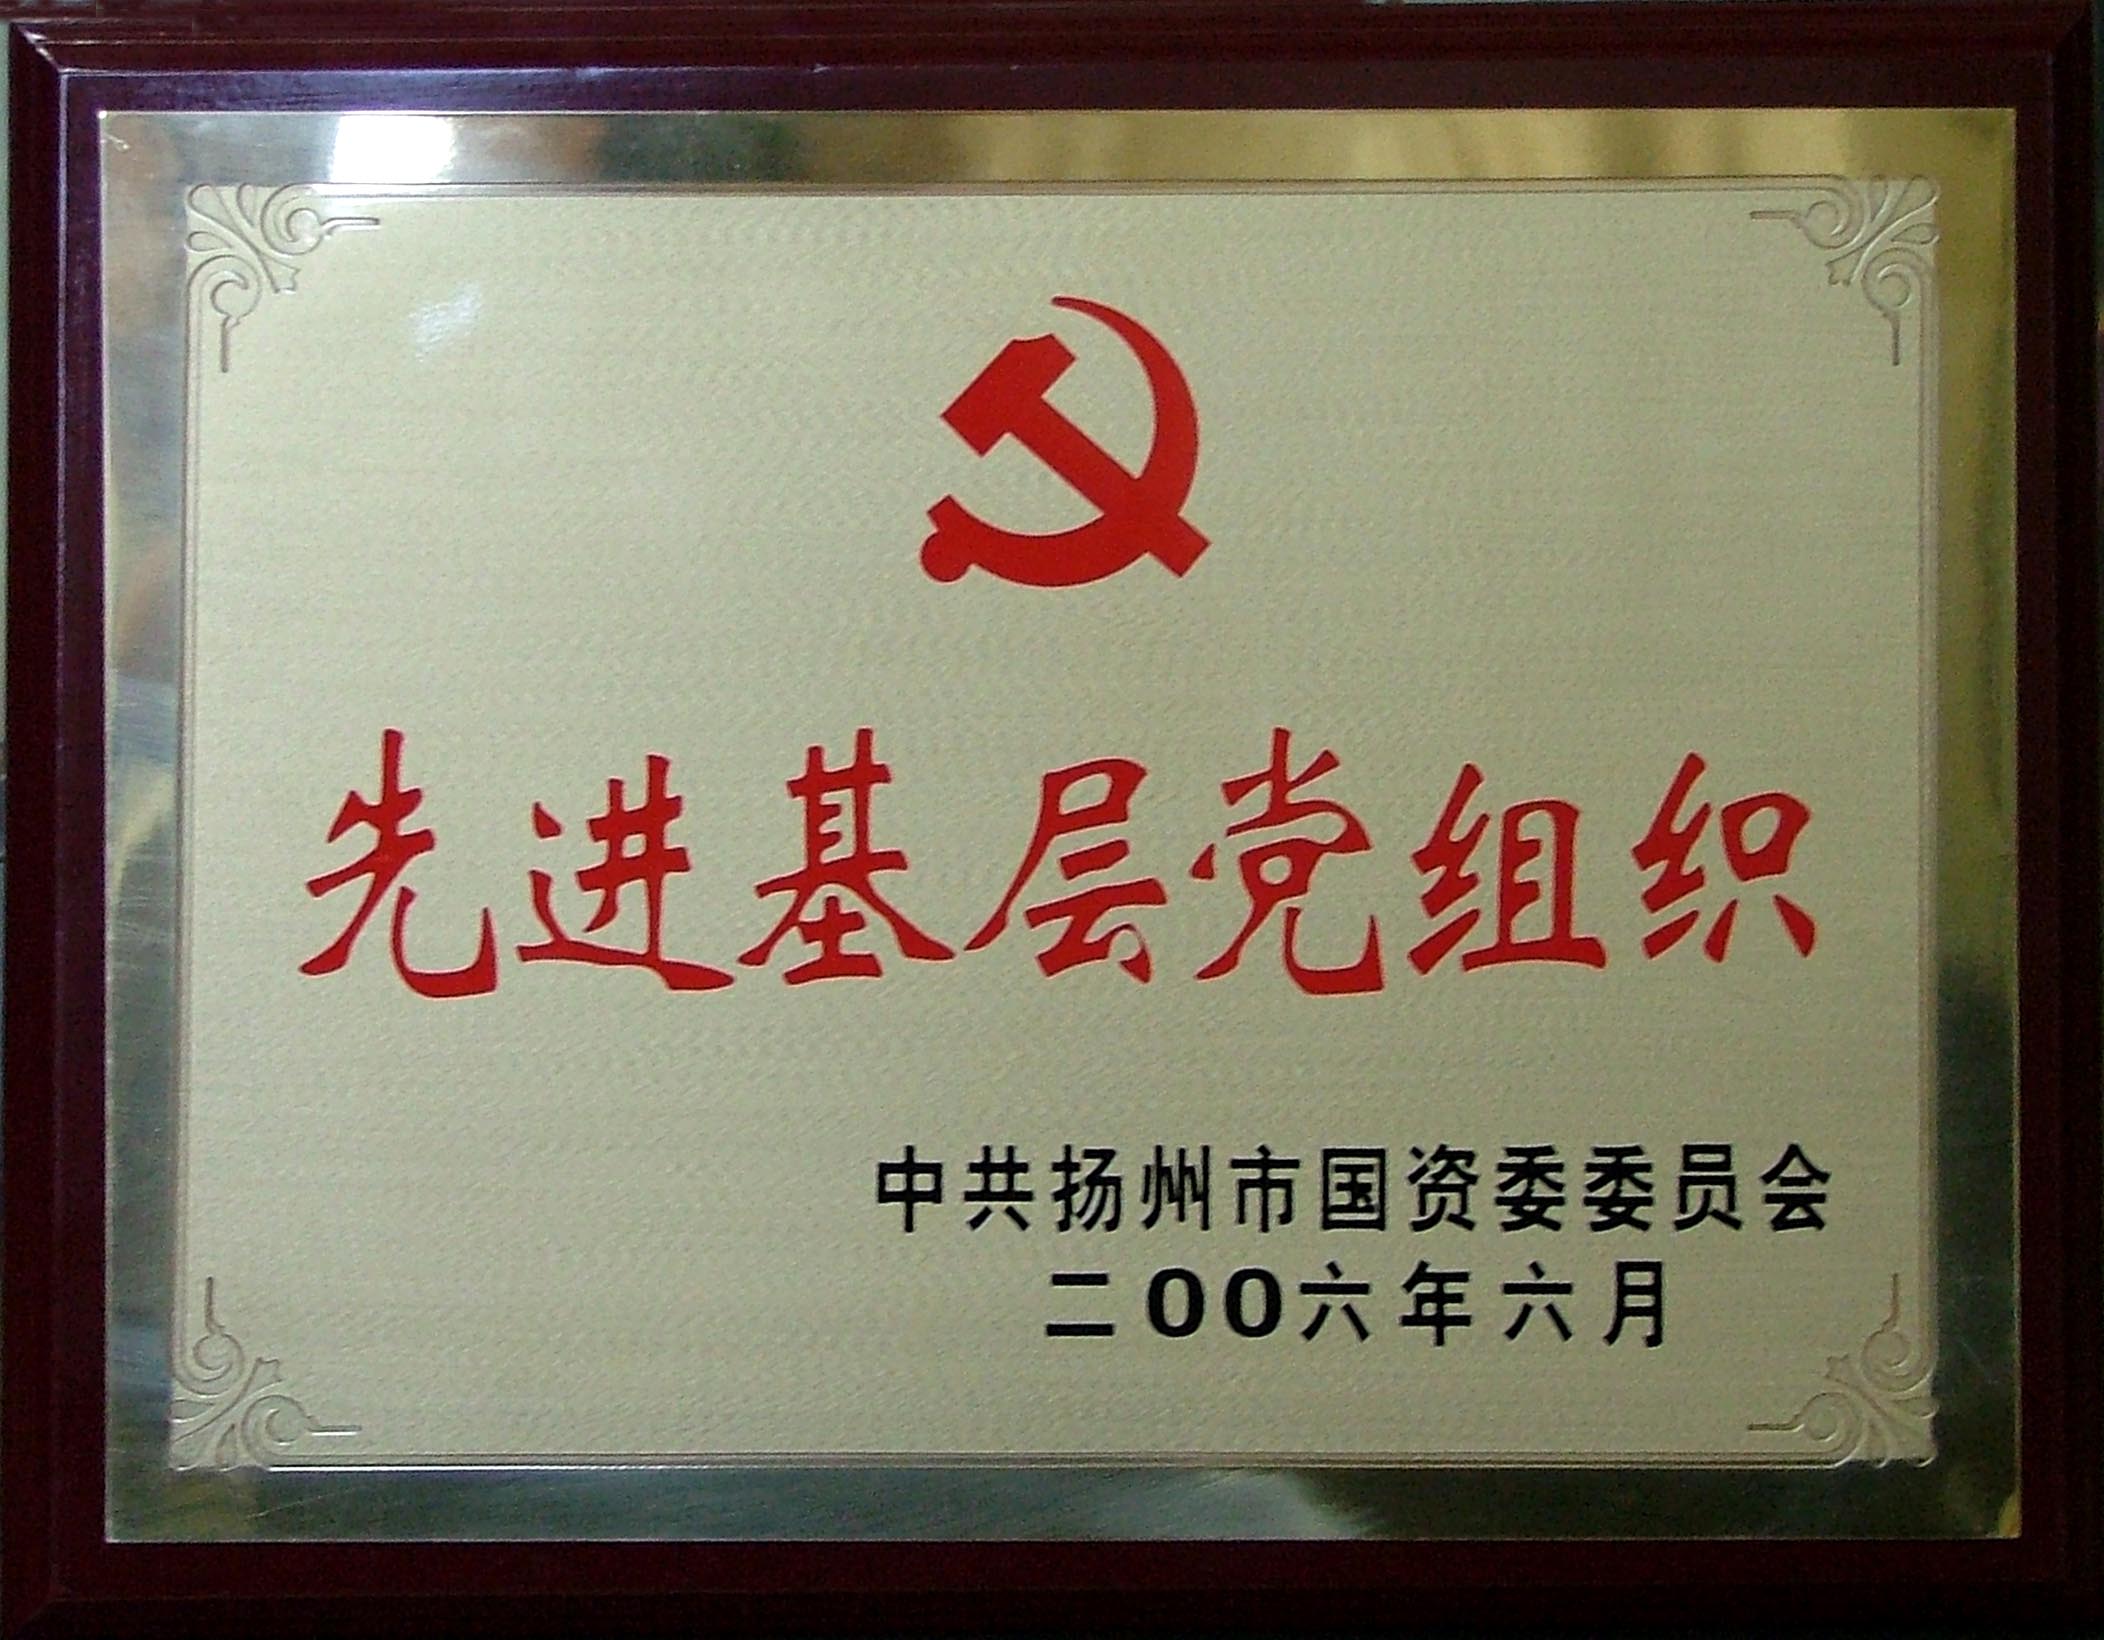 先进基层党组织
中共扬州市国资委委员会
二00六年六月